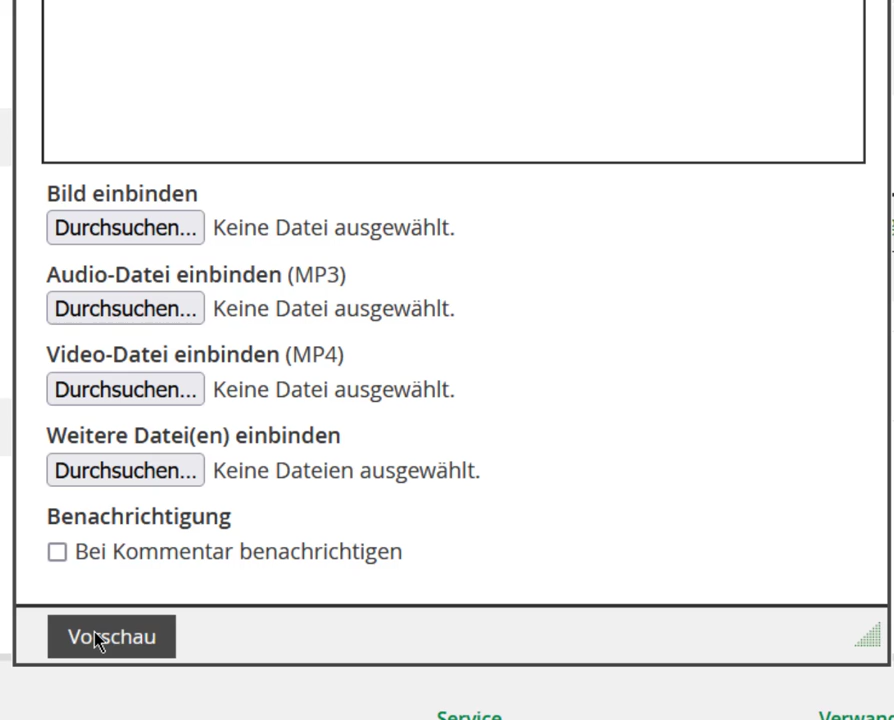 Bild einbinden
Durchsuchen... Keine Datei ausgewählt.
Audio-Datei einbinden (MP3)
Durchsuchen... Keine Datei ausgewählt.
Video-Datei einbinden (MP4)
Durchsuchen... Keine Datei ausgewählt.
Weitere Datei(en) einbinden
Durchsuchen... Keine Dateien ausgewählt.
Benachrichtigung
Bei Kommentar benachrichtigen
Vorschau
Service